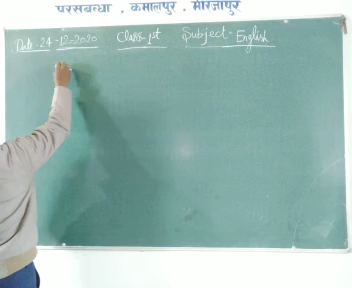 परसबन्धा , कमालपुर , मीरजापुर
Date-24-12-2020 Class-1st Subject- English